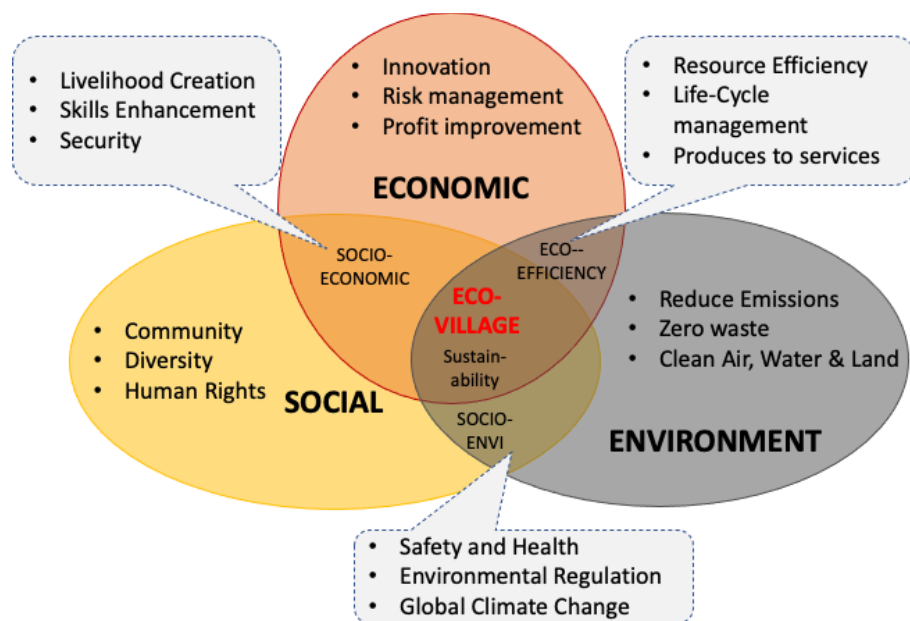 • Livelihood Creation
• Skills Enhancement
• Security
• Innovation
• Risk management
• Profit improvement
ECONOMIC
• Resource Efficiency
• Life-Cycle
management
• Produces to services
SOCIO-
ECONOMIC
ECO--
EFFICIENCY
ECO-
VILLAGE
Sustain-
ability
• Community
• Diversity
• Human Rights
SOCIAL
• Reduce Emissions
• Zero waste
• Clean Air, Water & Land
ENVIRONMENT
SOCIO-
ENVI
• Safety and Health
• Environmental Regulation
• Global Climate Change